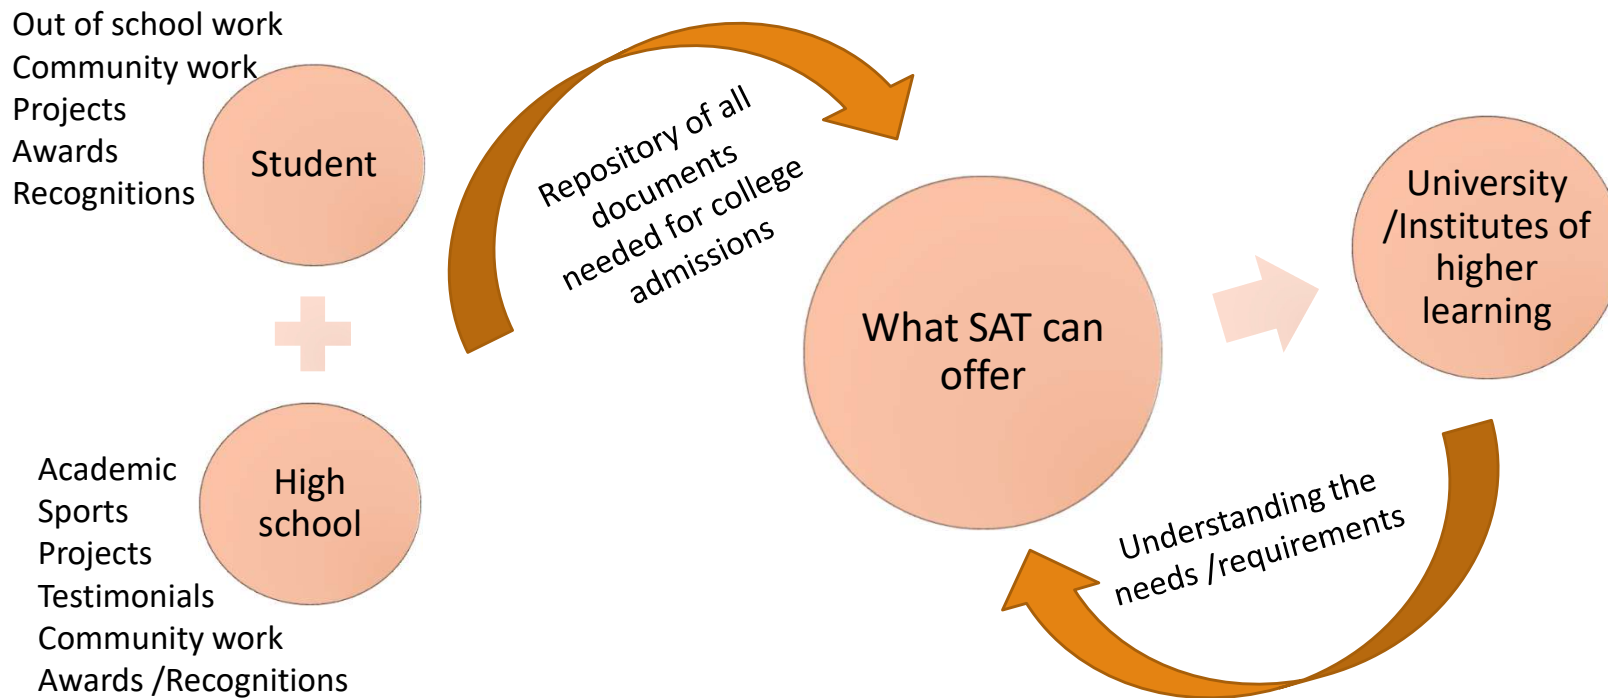 Out of school work
Community work
Projects
Awards
Recognitions
Student
High
school
Academic
Sports
Projects
Testimonials
Community work
Awards /Recognitions
Repository of all
documents
needed for college
admissions
What SAT can
offer
University
/Institutes of
higher
learning
Understanding the
needs /requirements